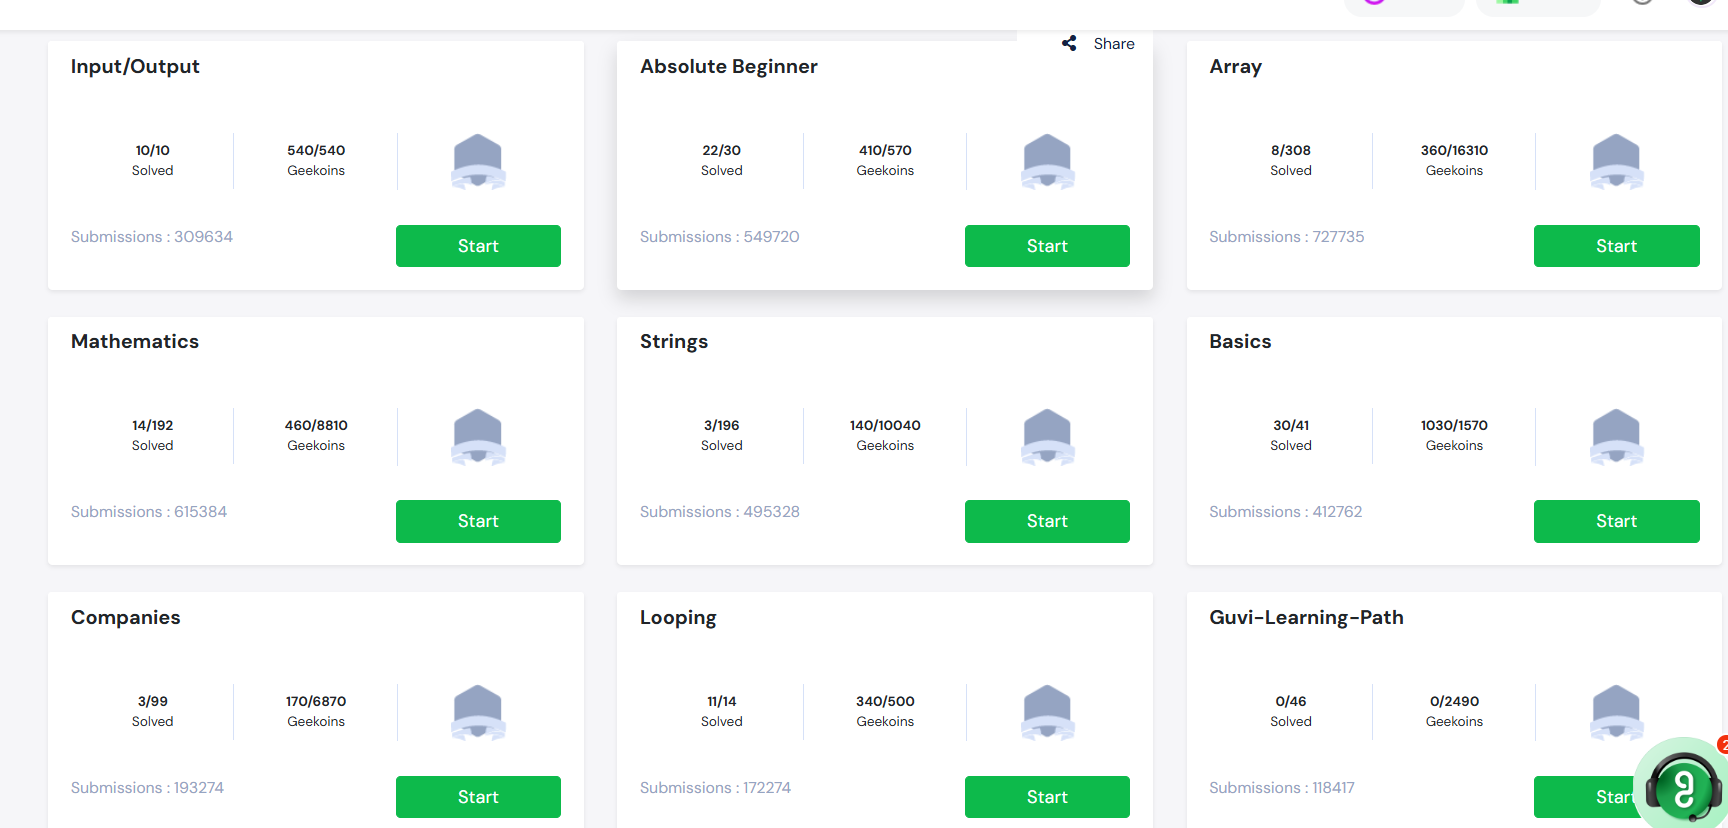 Share
Input/Output
10/10
Solved
540/540
Geekoins
Submissions : 309634
Start
Absolute Beginner
22/30
Solved
410/570
Geekoins
Submissions : 549720
Start
Array
8/308
Solved
360/16310
Geekoins
Submissions : 727735
Start
Mathematics
14/192
Solved
460/8810
Geekoins
Submissions : 615384
Start
Strings
3/196
Solved
140/10040
Geekoins
Submissions : 495328
Start
Basics
30/41
Solved
1030/1570
Geekoins
Submissions : 412762
Start
Companies
3/99
Solved
170/6870
Geekoins
Submissions : 193274
Start
Looping
11/14
Solved
340/500
Geekoins
Submissions : 172274
Start
Guvi-Learning-Path
0/46
Solved
0/2490
Geekoins
Submissions : 118417
Start
2